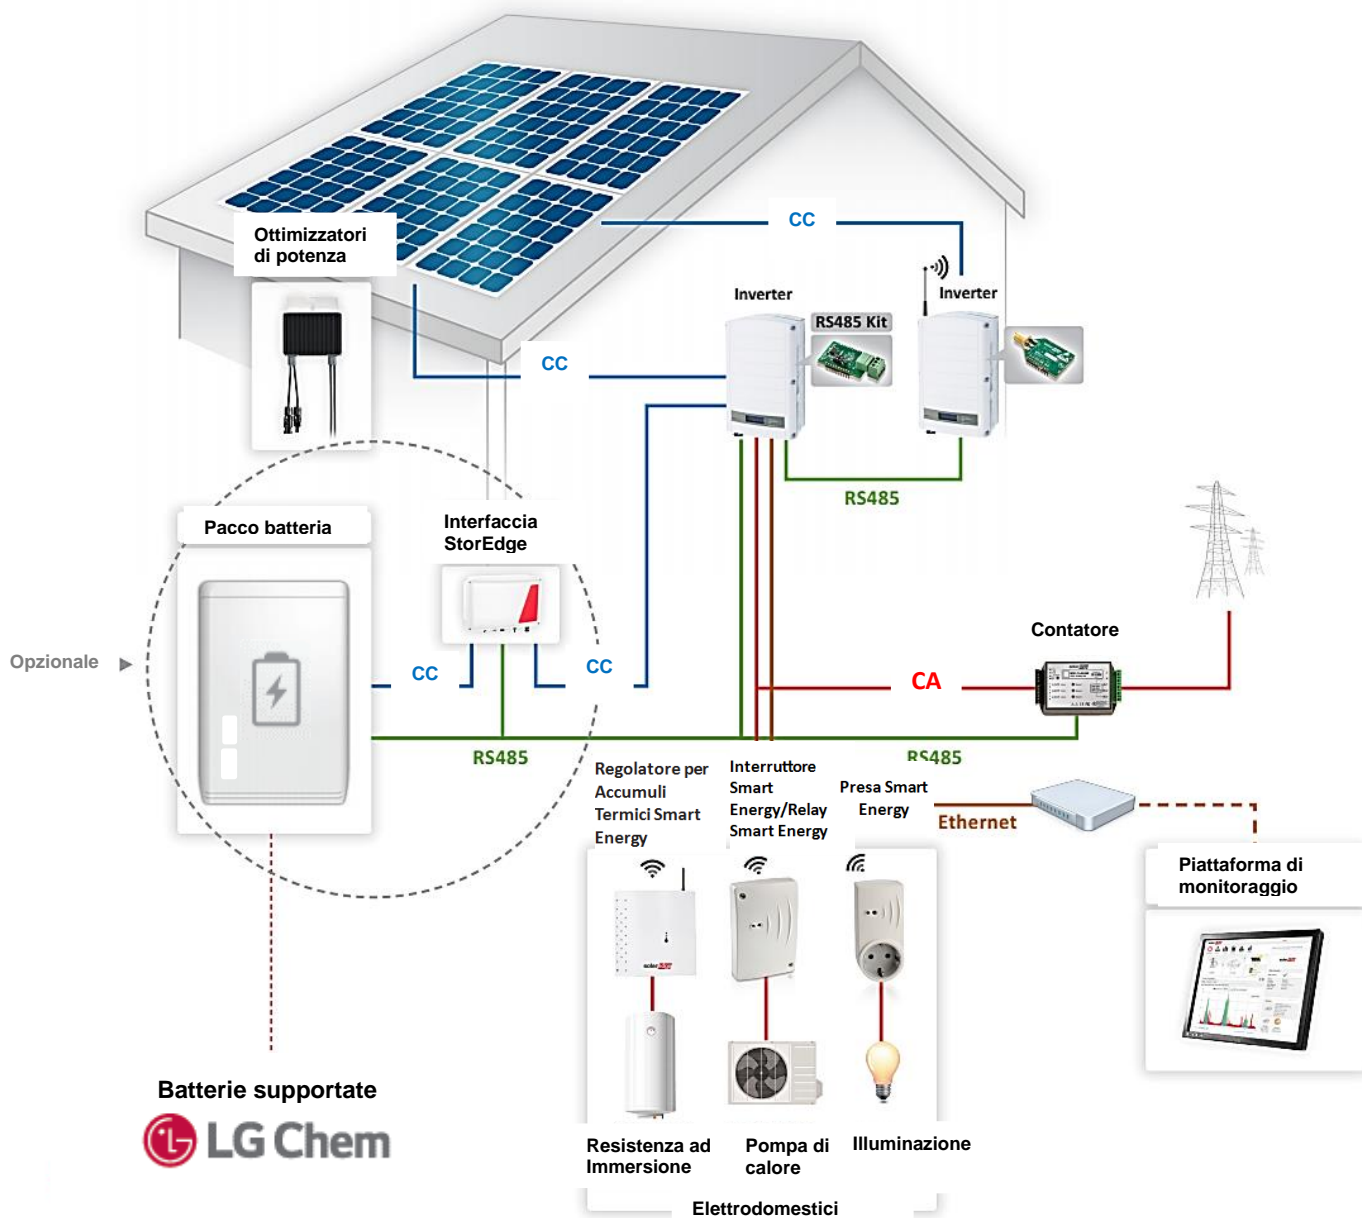 Ottimizzatori
di potenza
CC
Inverter
Inverter
RS485 Kit
CC
RS485
Pacco batteria
Interfaccia
StorEdge
Opzionale
CC
CC
CA
Contatore
RS485
RS485
Regolatore per
Accumuli
Termici Smart
Energy
Interruttore
Smart
Energy/Relay
Smart Energy
Presa Smart
Energy
Ethernet
Piattaforma di
monitoraggio
solar
solar
Batterie supportate
LG Chem
Resistenza ad
Immersione
Pompa di
calore
Illuminazione
Elettrodomestici